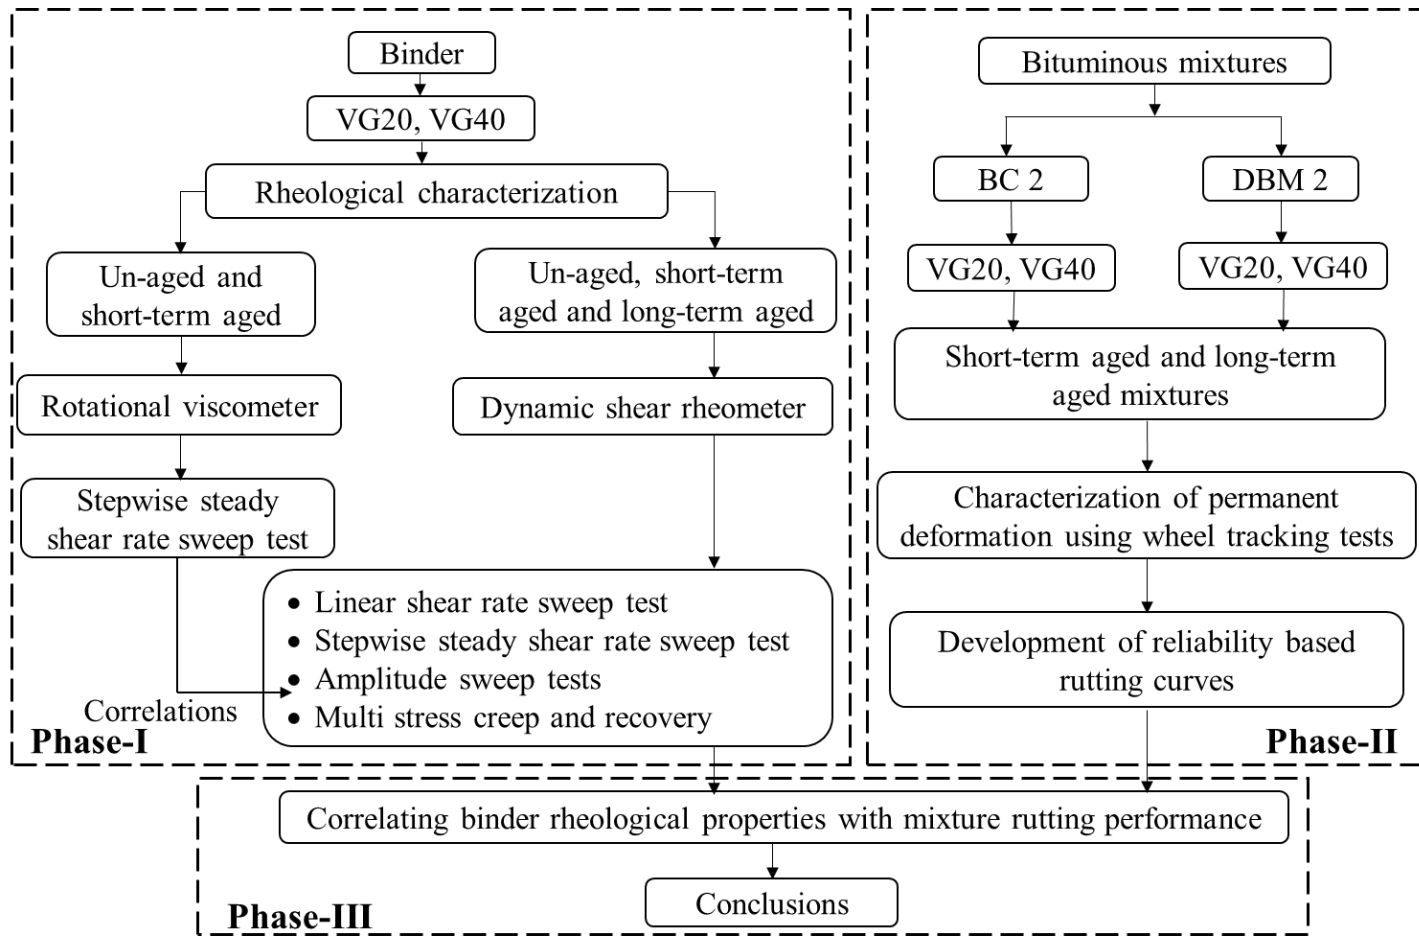 Binder
VG20, VG40
Rheological characterization
Un-aged and
short-term aged
Un-aged, short-term
aged and long-term aged
Rotational viscometer
Dynamic shear rheometer
Stepwise steady
shear rate sweep test
• Linear shear rate sweep test
• Stepwise steady shear rate sweep test
• Amplitude sweep tests
• Multi stress creep and recovery
Correlations
Phase-I
Bituminous mixtures
BC 2
DBM 2
VG20, VG40
VG20, VG40
Short-term aged and long-term
aged mixtures
Characterization of permanent
deformation using wheel tracking tests
Development of reliability based
rutting curves
Phase-II
Correlating binder rheological properties with mixture rutting performance
Conclusions
Phase-III